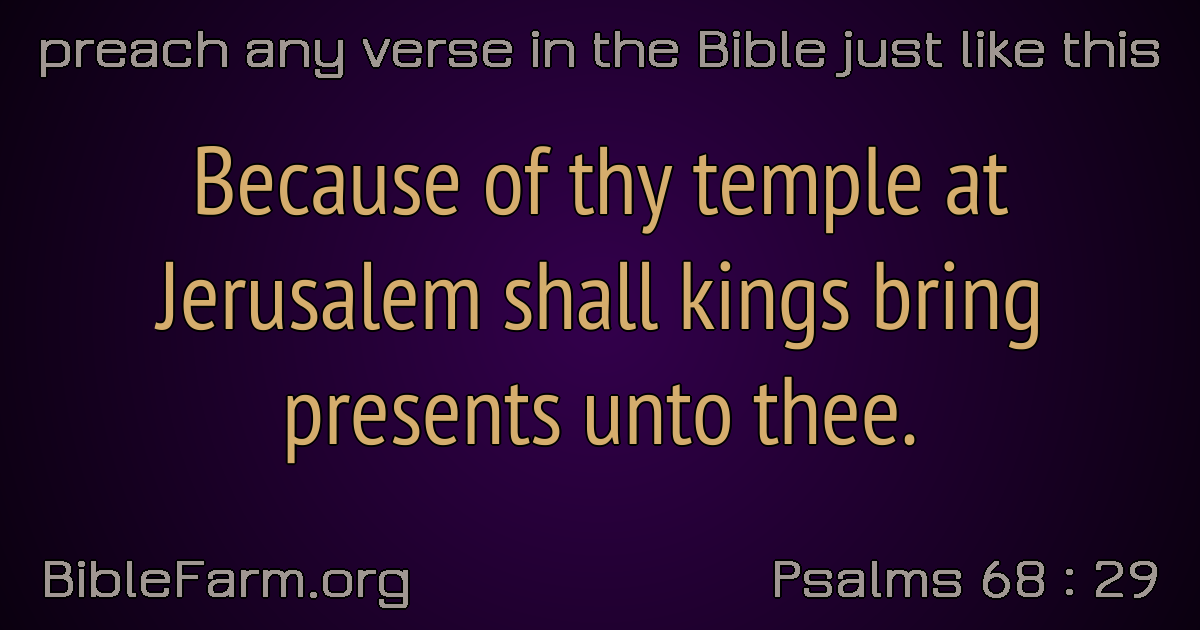 preach any verse in the Bible just like this
Because of thy temple at
Jerusalem shall kings bring
presents unto thee.
BibleFarm.org
Psalms 68 : 29